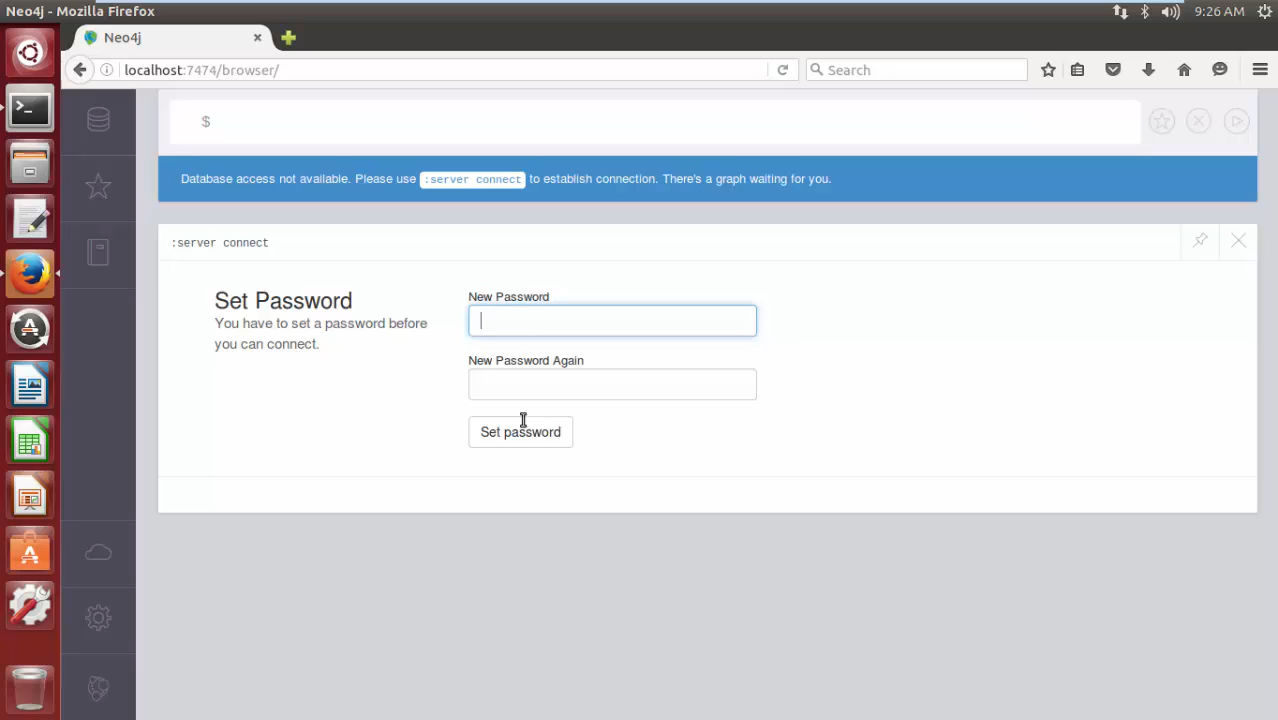 Neo4j - Mozilla Firefox
9:26 AM
Neo4j
localhost:7474/browser/
Search
$
Database access not available. Please use :server connect to establish connection. There's a graph waiting for you.
:server connect
Set Password
You have to set a password before
you can connect.
New Password
New Password Again
Set password